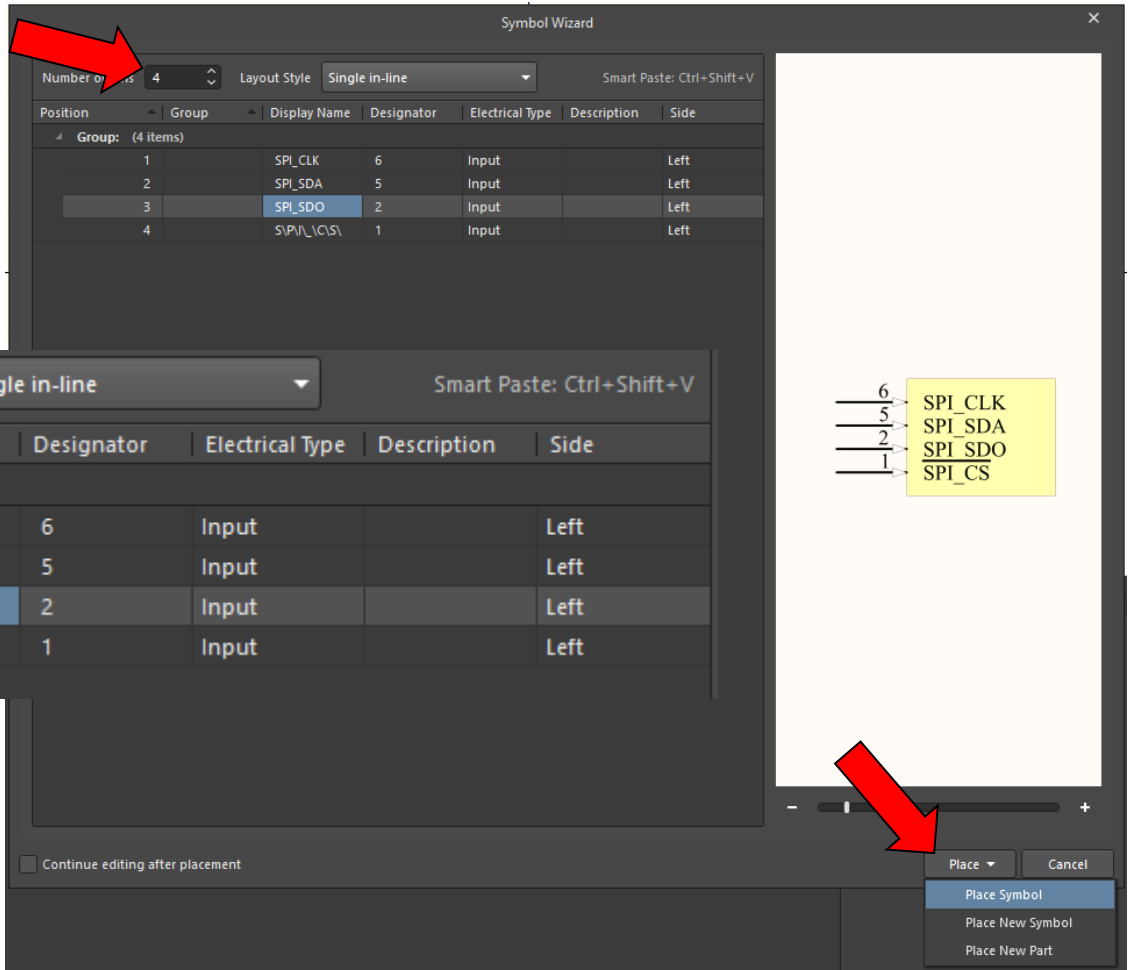 Symbol Wizard
Number o ns 4 Layout Style Single in-line Smart Paste: Ctrl+Shift+V
Position Group Display Name Designator Electrical Type Description Side
Group: (4 items)
1 SPI_CLK 6 Input Left
2 SPI_SDA 5 Input Left
3 SPI_SDO 2 Input Left
4 S\P\I\_\C\S\ 1 Input Left
gle in-line Smart Paste: Ctrl+Shift+V
Designator Electrical Type Description Side
6 Input Left
5 Input Left
2 Input Left
1 Input Left
6 SPI_CLK
5 SPI_SDA
2 SPI_SDO
1 SPI_CS
- +
Continue editing after placement
Place Cancel
Place Symbol
Place New Symbol
Place New Part